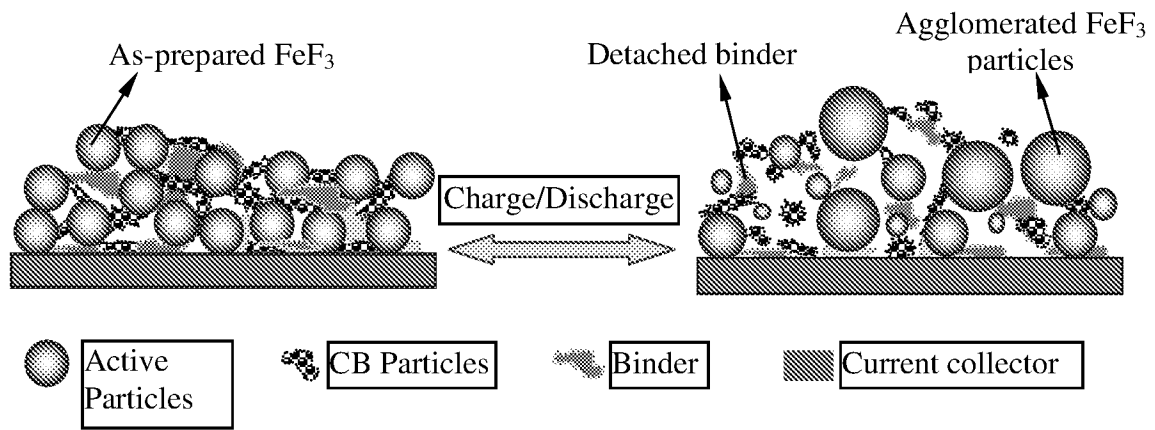 As-prepared FeF₃
Detached binder
Agglomerated FeF₃
particles
Charge/Discharge
Active
Particles
CB Particles
Binder
Current collector